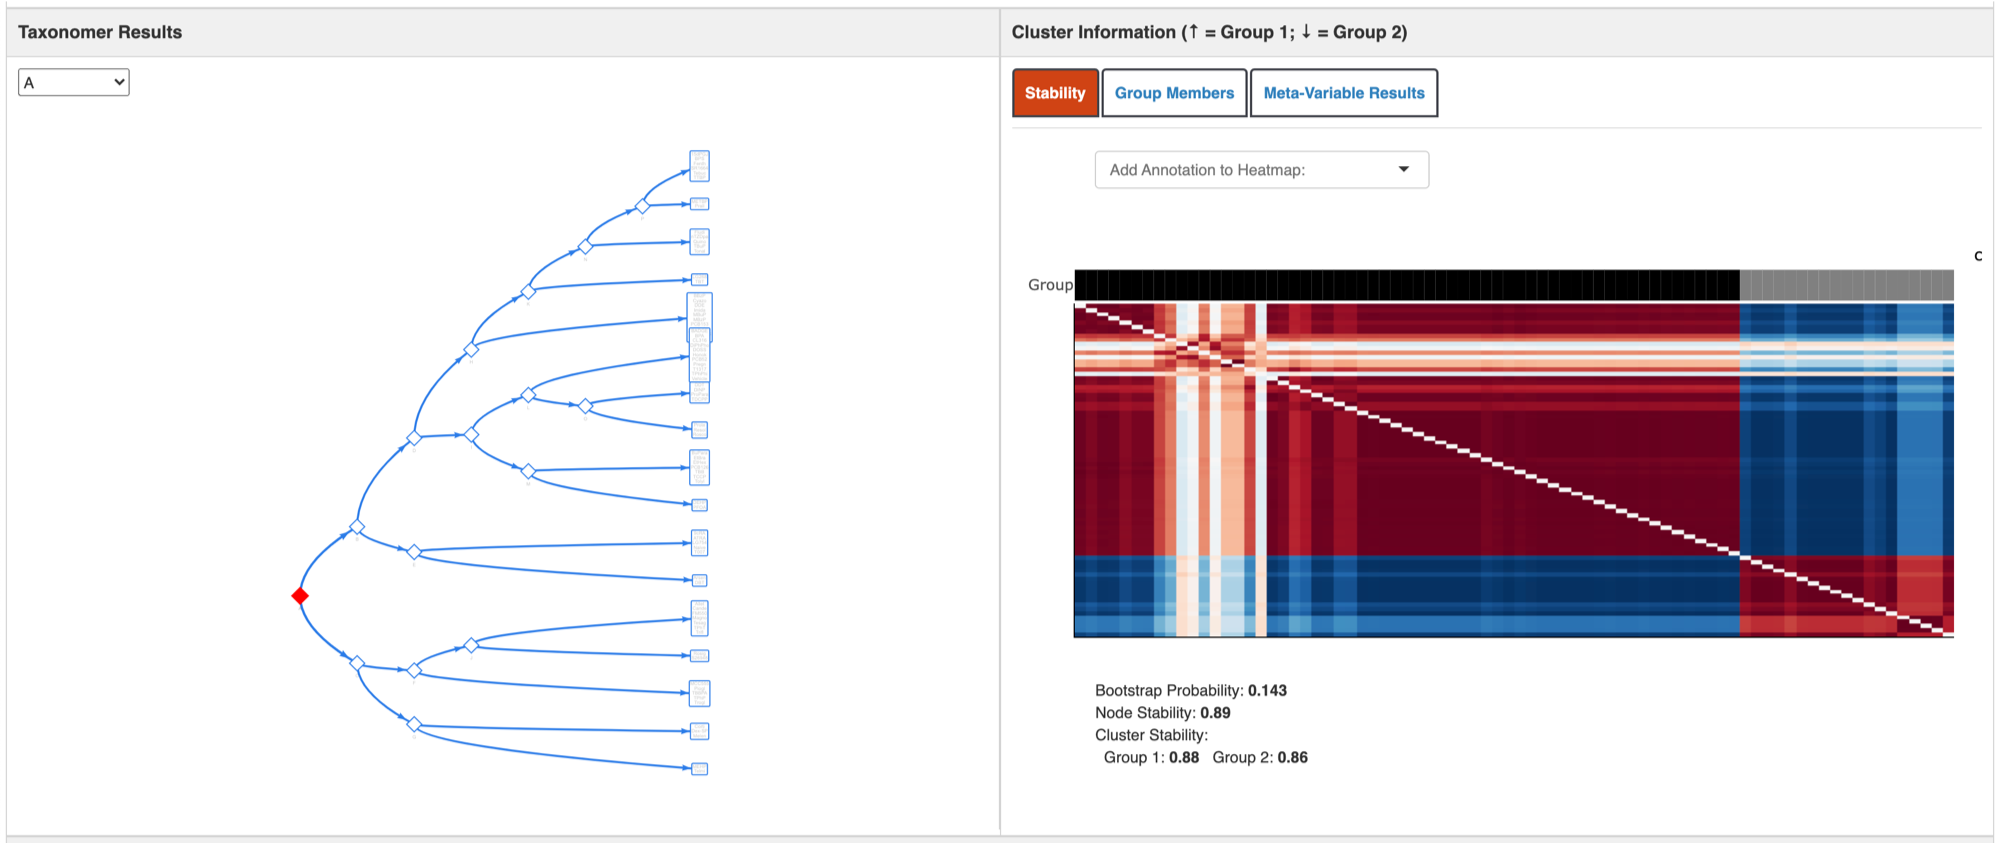 Taxonomer Results
A
Cluster Information (↑ = Group 1; ↓ = Group 2)
Stability
Group Members
Meta-Variable Results
Add Annotation to Heatmap:
C
Group
Bootstrap Probability: 0.143
Node Stability: 0.89
Cluster Stability:
Group 1: 0.88 Group 2: 0.86